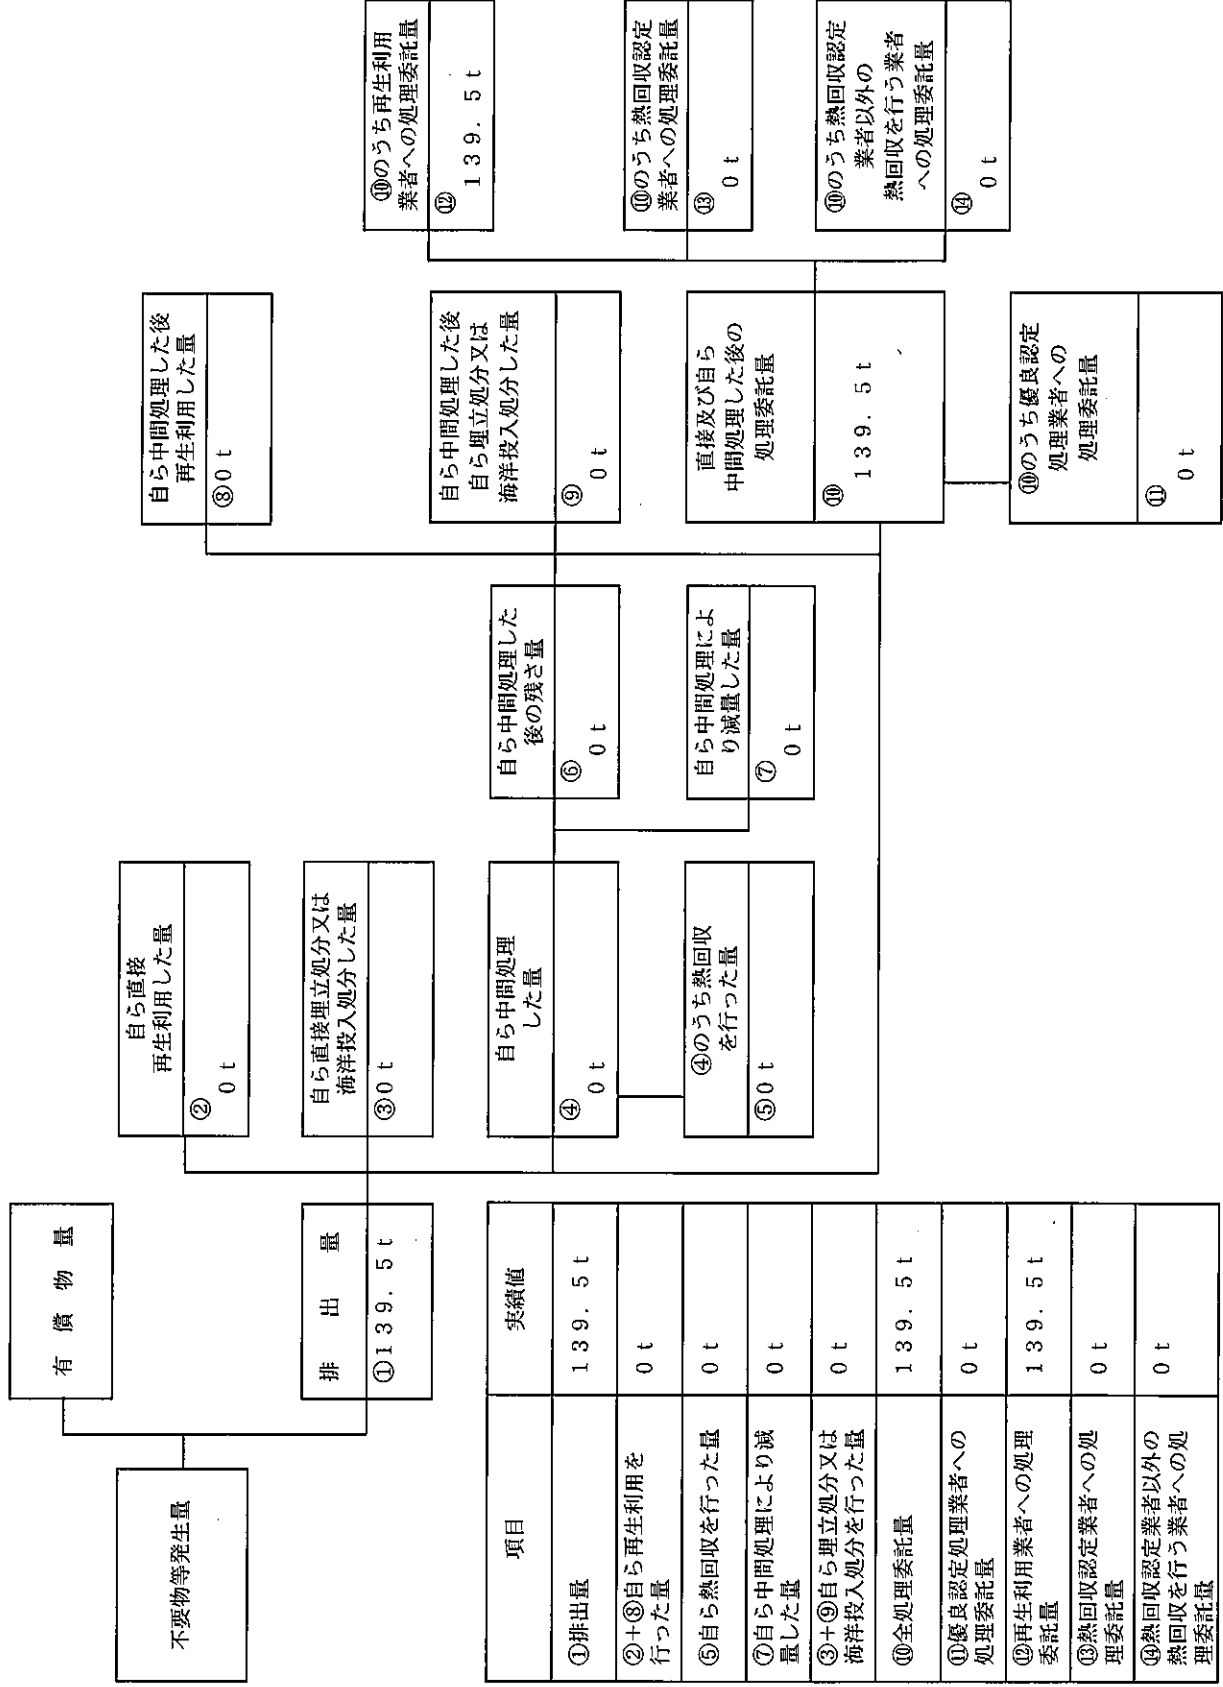 不要物等発生量
有償物量
排出量
①139.5t
自ら直接
再生利用した量
②
0t
自ら直接埋立処分又は
海洋投入処分した量
③0t
自ら中間処理
した量
④
0t
④のうち熱回収
を行った量
⑤0t
自ら中間処理した
後の残さ量
⑥
0t
自ら中間処理によ
り減量した量
⑦
0t
自ら中間処理した後
再生利用した量
⑧0t
自ら中間処理した後
自ら埋立処分又は
海洋投入処分した量
⑨
0t
直接及び自ら
中間処理した後の
処理委託量
⑩
139.5t
⑩のうち優良認定
処理業者への
処理委託量
⑪
0t
⑩のうち再生利用
業者への処理委託量
⑫
139.5t
⑩のうち熱回収認定
業者への処理委託量
⑬
0t
⑩のうち熱回収認定
業者以外の
熱回収を行う業者
への処理委託量
⑭
0t
項目 実績値
①排出量 139.5t
②+⑧自ら再生利用を
行った量 0t
⑤自ら熱回収を行った量 0t
⑦自ら中間処理により減
量した量 0t
③+⑨自ら埋立処分又は
海洋投入処分を行った量 0t
⑩全処理委託量 139.5t
⑪優良認定処理業者への
処理委託量 0t
⑫再生利用業者への処理
委託量 139.5t
⑬熱回収認定業者への処
理委託量 0t
⑭熱回収認定業者以外の
熱回収を行う業者への処
理委託量 0t